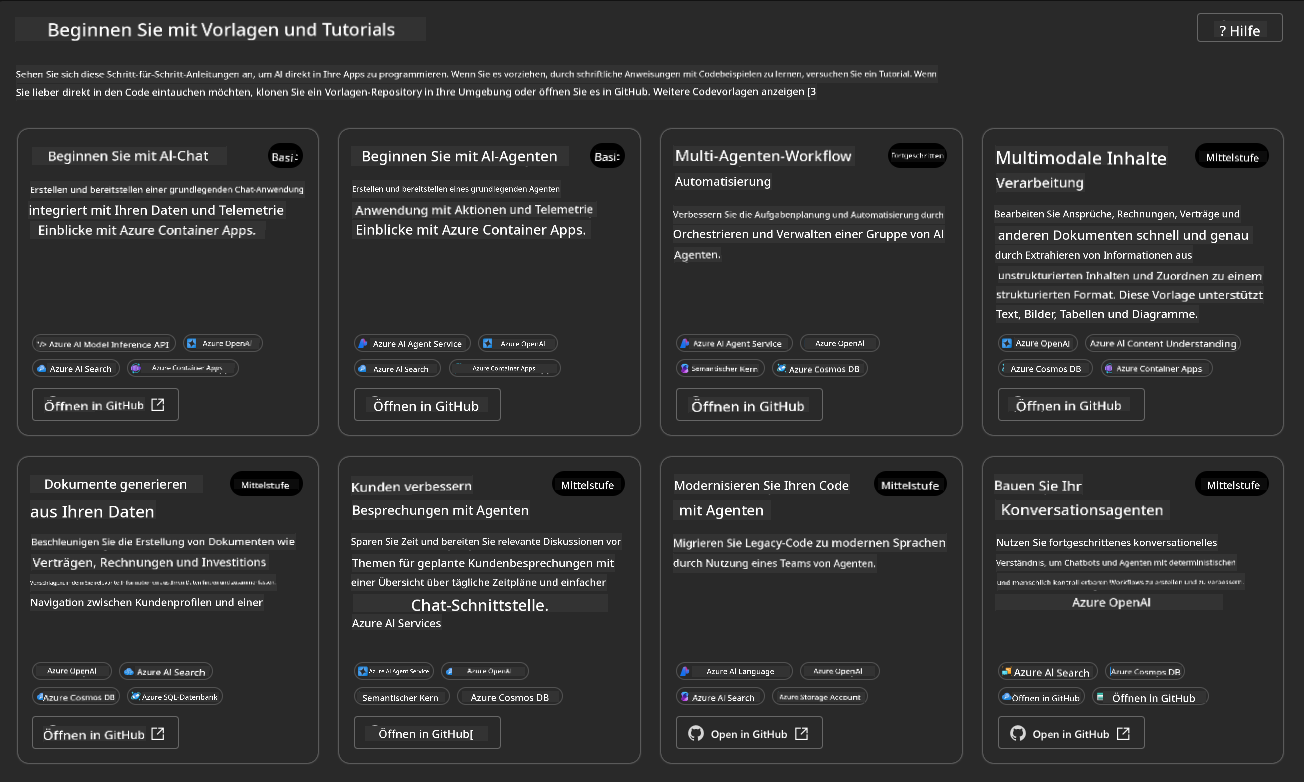 Beginnen Sie mit Vorlagen und Tutorials
? Hilfe
Sehen Sie sich diese Schritt-für-Schritt-Anleitungen an, um AI direkt in Ihre Apps zu programmieren. Wenn Sie es vorziehen, durch schriftliche Anweisungen mit Codebeispielen zu lernen, versuchen Sie ein Tutorial. Wenn
Sie lieber direkt in den Code eintauchen möchten, klonen Sie ein Vorlagen-Repository in Ihre Umgebung oder öffnen Sie es in GitHub. Weitere Codevorlagen anzeigen [3
Beginnen Sie mit Al-Chat
Basi:
Erstellen und bereitstellen einer grundlegenden Chat-Anwendung
integriert mit Ihren Daten und Telemetrie
Einblicke mit Azure Container Apps.
"/> Azure AI Model Inference API
Azure OpenAI
Azure AI Search
Azure Container Apps
Öffnen in GitHub
Beginnen Sie mit Al-Agenten
Basi:
Erstellen und bereitstellen eines grundlegenden Agenten
Anwendung mit Aktionen und Telemetrie
Einblicke mit Azure Container Apps.
Azure AI Agent Service
Azure OpenAI
Azure AI Search
Azure Container Apps
Öffnen in GitHub
Multi-Agenten-Workflow
Fortgeschritten
Automatisierung
Verbessern Sie die Aufgabenplanung und Automatisierung durch
Orchestrieren und Verwalten einer Gruppe von AI
Agenten.
Azure AI Agent Service
Azure OpenAI
Semantischer Kern
Azure Cosmos DB
Öffnen in GitHub
Multimodale Inhalte
Mittelstufe
Verarbeitung
Bearbeiten Sie Ansprüche, Rechnungen, Verträge und
anderen Dokumenten schnell und genau
durch Extrahieren von Informationen aus
unstrukturierten Inhalten und Zuordnen zu einem
strukturierten Format. Diese Vorlage unterstützt
Text, Bilder, Tabellen und Diagramme.
Azure OpenAI
Azure AI Content Understanding
Azure Cosmos DB
Azure Container Apps
Öffnen in GitHub
Dokumente generieren
Mittelstufe
aus Ihren Daten
Beschleunigen Sie die Erstellung von Dokumenten wie
Verträgen, Rechnungen und Investitions
Navigation zwischen Kundenprofilen und einer
Azure OpenAI
Azure AI Search
Azure Cosmos DB
Azure SQL-Datenbank
Öffnen in GitHub
Kunden verbessern
Mittelstufe
Besprechungen mit Agenten
Sparen Sie Zeit und bereiten Sie relevante Diskussionen vor
Themen für geplante Kundenbesprechungen mit
einer Übersicht über tägliche Zeitpläne und einfacher
Chat-Schnittstelle.
Azure AI Services
Azure AI Agent Service
Azure OpenAI
Semantischer Kern
Azure Cosmos DB
Öffnen in GitHub[
Modernisieren Sie Ihren Code
Mittelstufe
mit Agenten
Migrieren Sie Legacy-Code zu modernen Sprachen
durch Nutzung eines Teams von Agenten.
Azure AI Language
Azure OpenAI
Azure AI Search
Azure Storage Account
Open in GitHub
Bauen Sie Ihr
Mittelstufe
Konversationsagenten
Nutzen Sie fortgeschrittenes konversationelles
Verständnis, um Chatbots und Agenten mit deterministischen
und menschlich kontrollierbaren Workflows zu erstellen und zu verbessern.
Azure OpenAI
Azure AI Search
Azure Cosmos DB
Öffnen in GitHub
Öffnen in GitHub
Open in GitHub